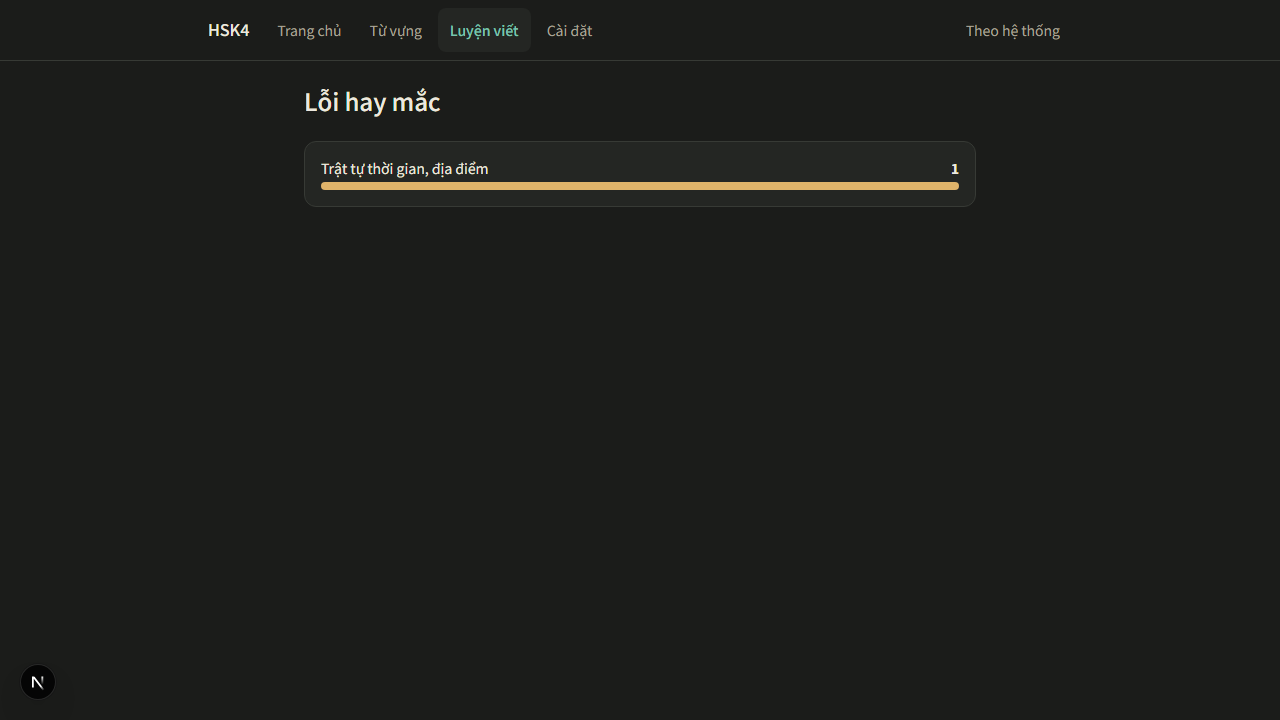 HSK4 Trang chủ Từ vựng Luyện viết Cài đặt Theo hệ thống
Lỗi hay mắc
Trật tự thời gian, địa điểm 1
N